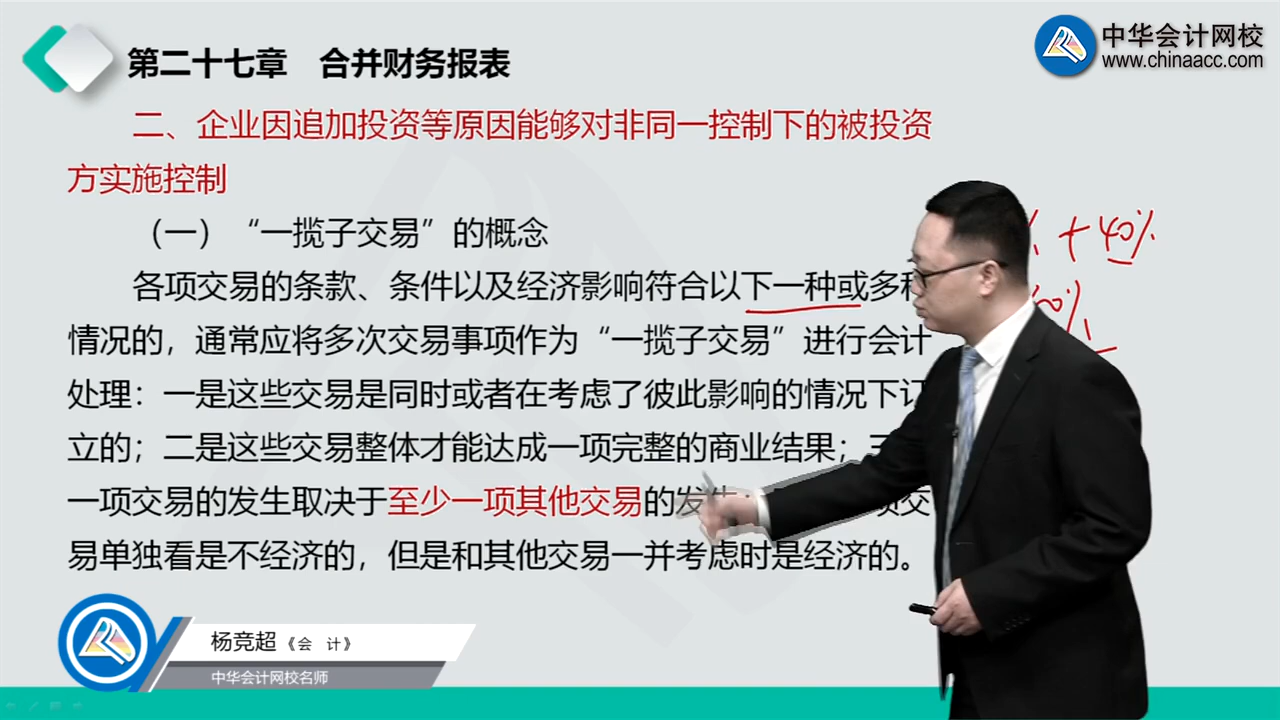 第二十七章 合并财务报表
中华会计网校
www.chinaacc.com
二、企业因追加投资等原因能够对非同一控制下的被投资
方实施控制
（一）“一揽子交易”的概念
各项交易的条款、条件以及经济影响符合以下一种或多种
情况的，通常应将多次交易事项作为“一揽子交易”进行会计
处理：一是这些交易是同时或者在考虑了彼此影响的情况下订
立的；二是这些交易整体才能达成一项完整的商业结果；三
一项交易的发生取决于至少一项其他交易的发生；
项交
易单独看是不经济的，但是和其他交易一并考虑时是经济的。
% + 40%
0%
杨竞超《会 计》
中华会计网校名师